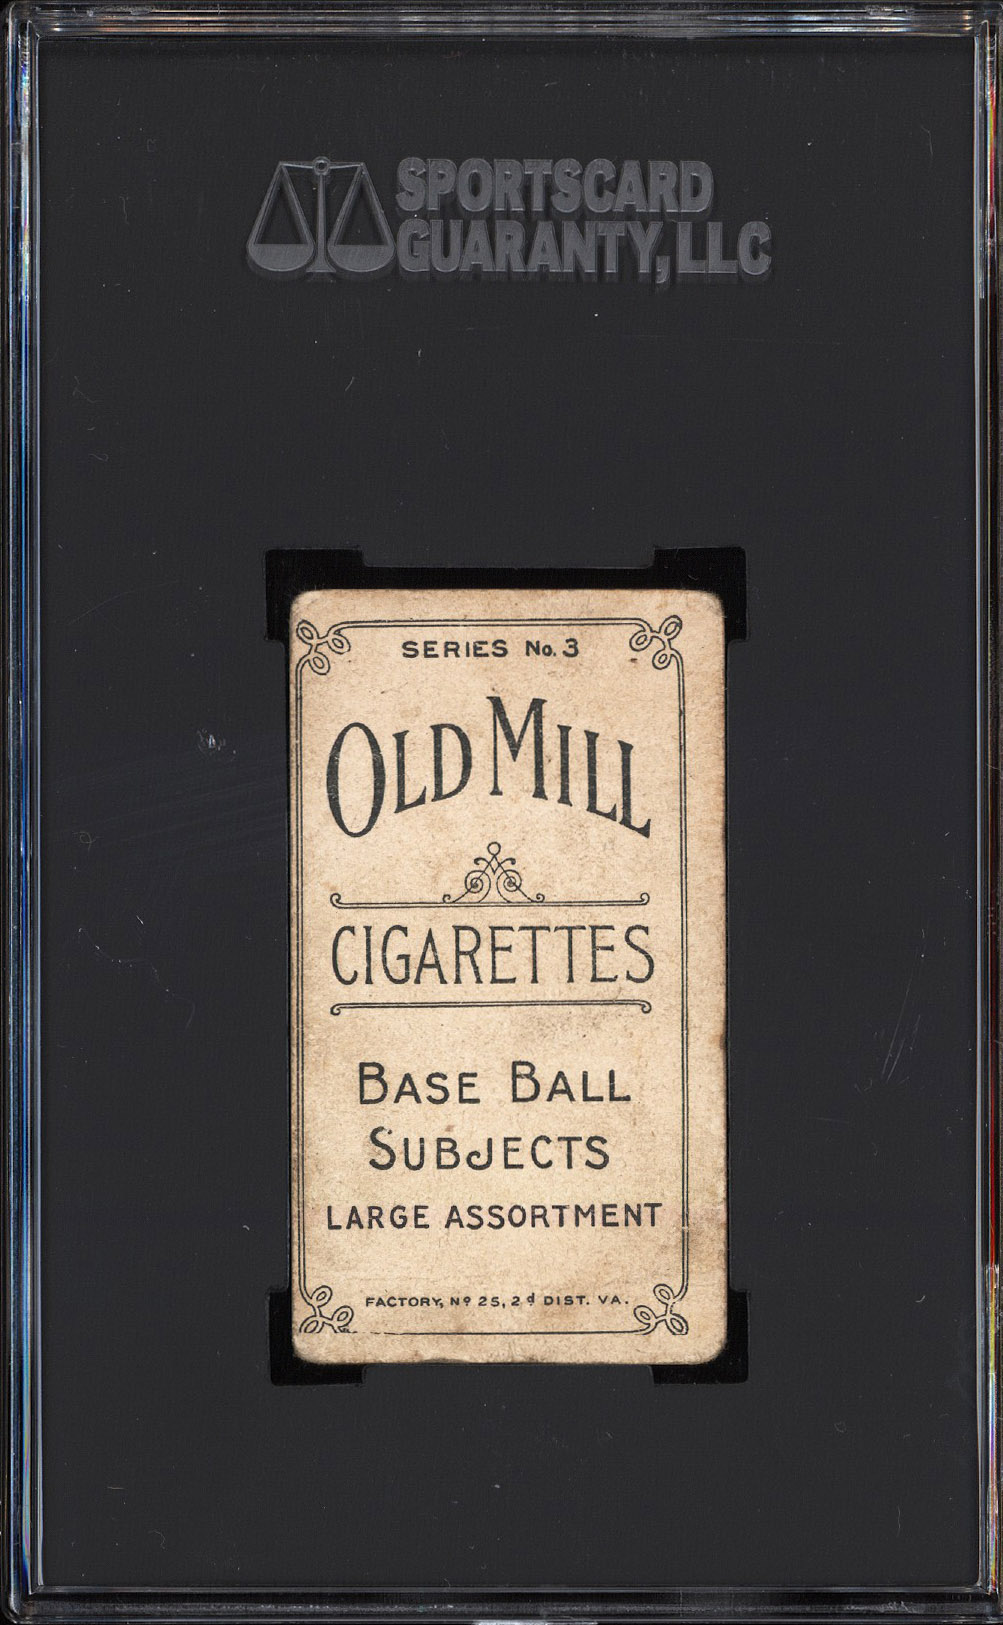 SPORTSCARD
GUARANTY, LLC
SERIES No. 3
OLD MILL
CIGARETTES
BASE BALL
SUBJECTS
LARGE ASSORTMENT
FACTORY, Nº 25, 2d DIST. VA.